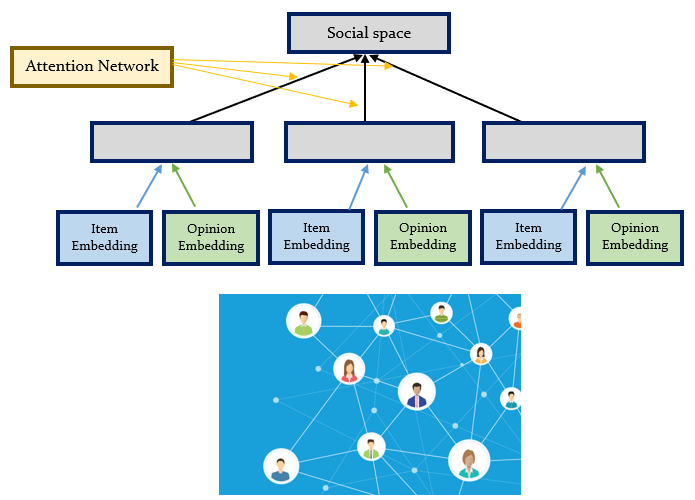 Social space
Attention Network
Item
Embedding
Opinion
Embedding
Item
Embedding
Opinion
Embedding
Item
Embedding
Opinion
Embedding